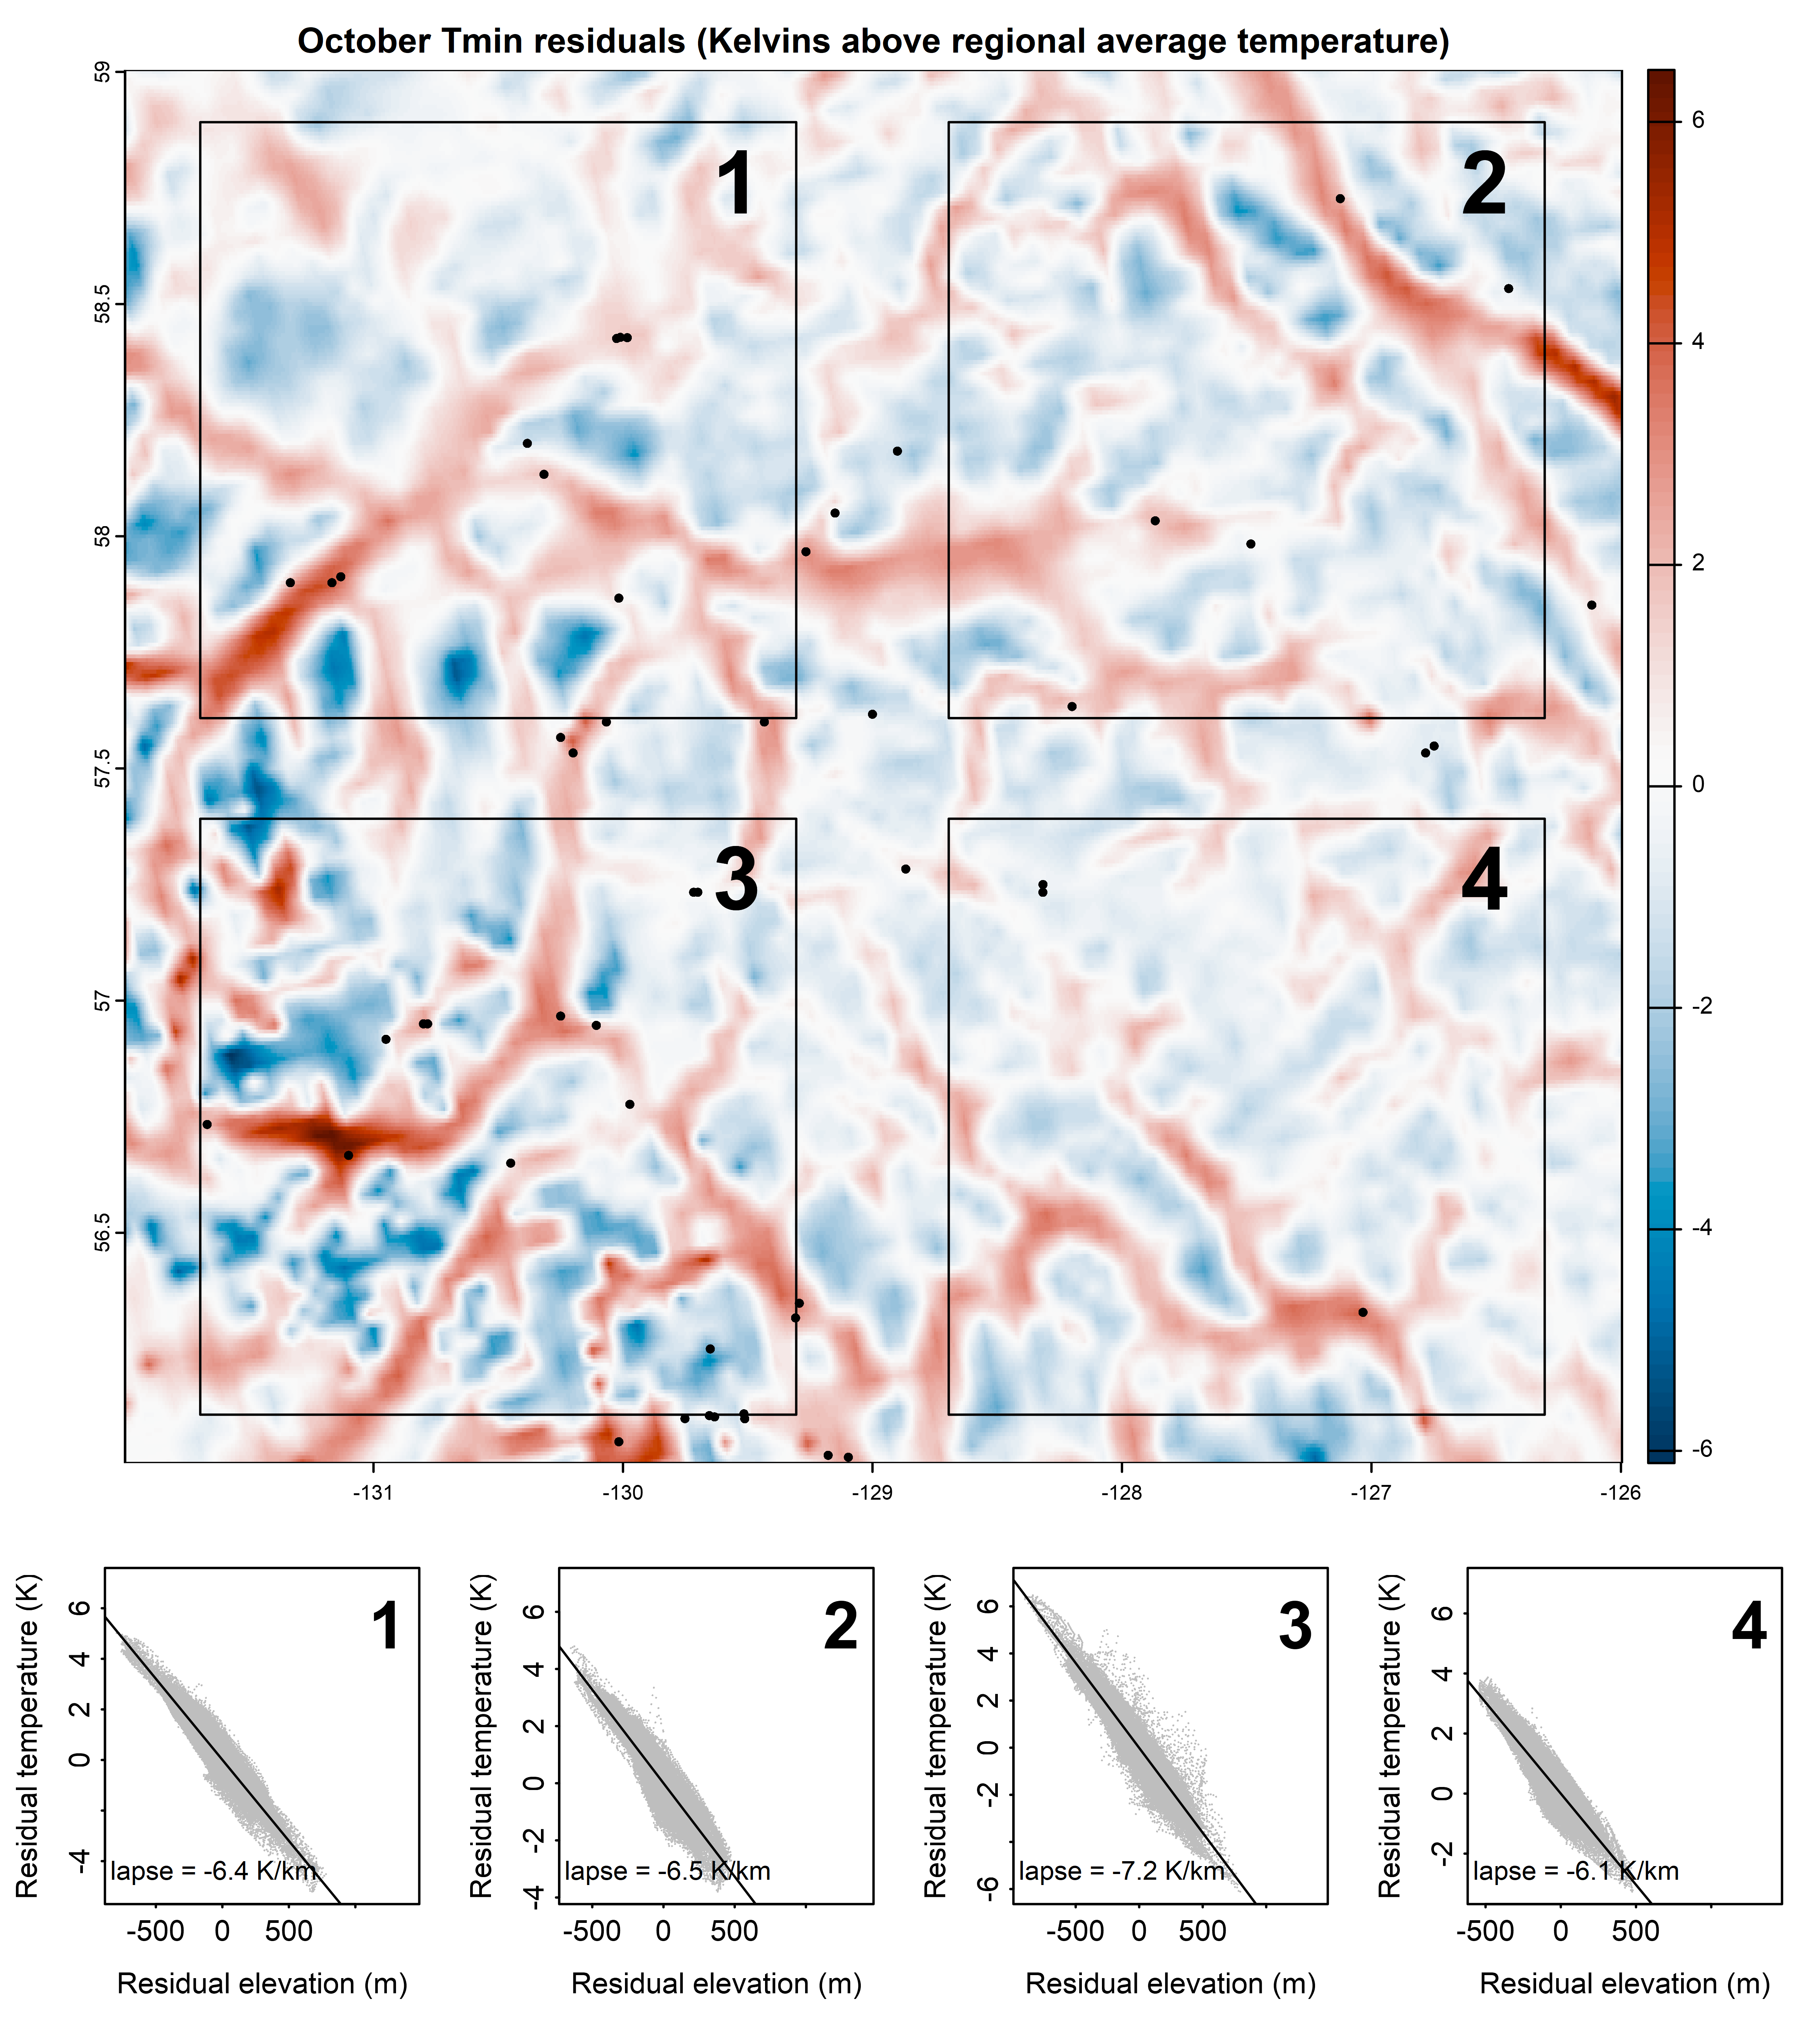 October Tmin residuals (Kelvins above regional average temperature)
59
58.5
58
57.5
57
56.5
-131
-130
-129
-128
-127
-126
1
2
3
4
6
4
2
0
-2
-4
-6
Residual temperature (K)
6
4
2
0
-4
1
lapse = -6.4 K/km
-500 0 500
Residual elevation (m)
Residual temperature (K)
6
4
2
0
-2
-4
2
lapse = -6.5 K/km
-500 0 500
Residual elevation (m)
Residual temperature (K)
6
4
2
0
-2
-6
3
lapse = -7.2 K/km
-500 0 500
Residual elevation (m)
Residual temperature (K)
6
4
2
0
-2
4
lapse = -6.1 K/km
-500 0 500
Residual elevation (m)